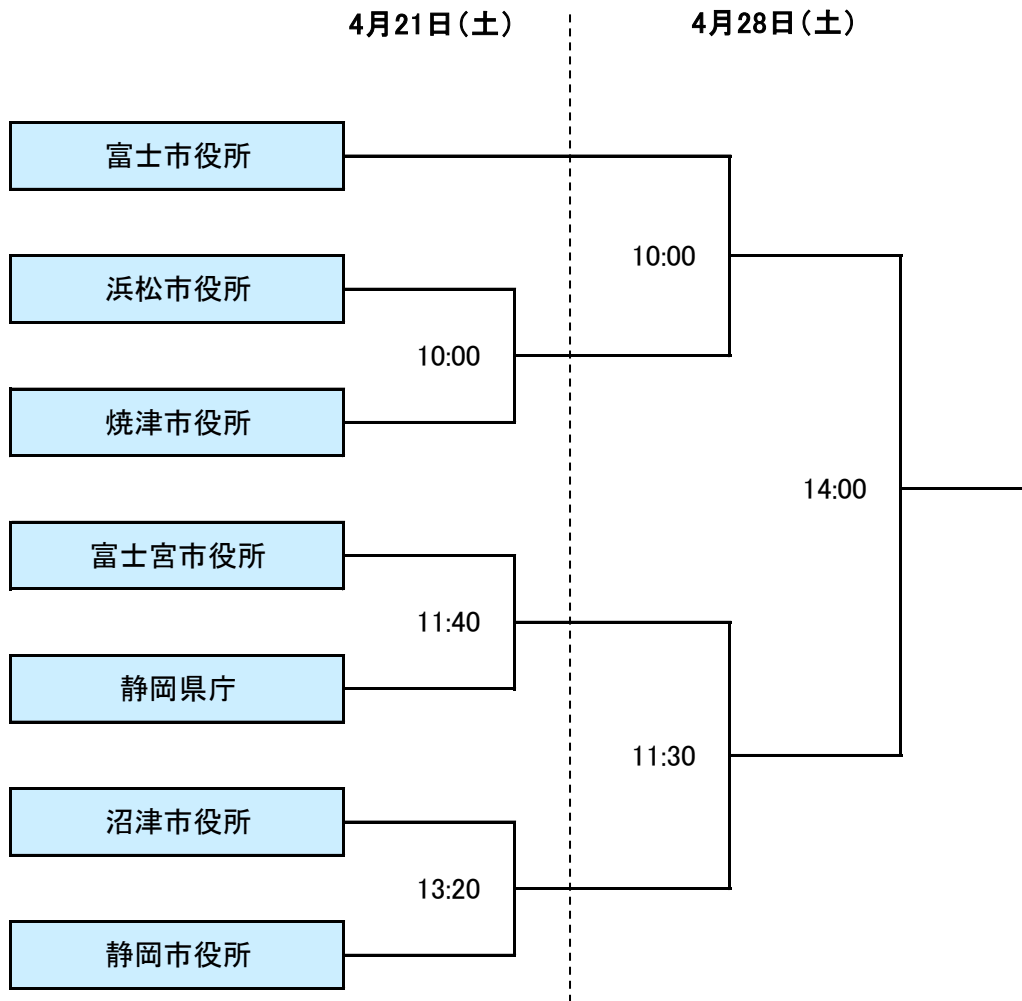 4月21日(土)
4月28日(土)
富士市役所
10:00
浜松市役所
10:00
焼津市役所
14:00
富士宮市役所
11:40
静岡県庁
11:30
沼津市役所
13:20
静岡市役所